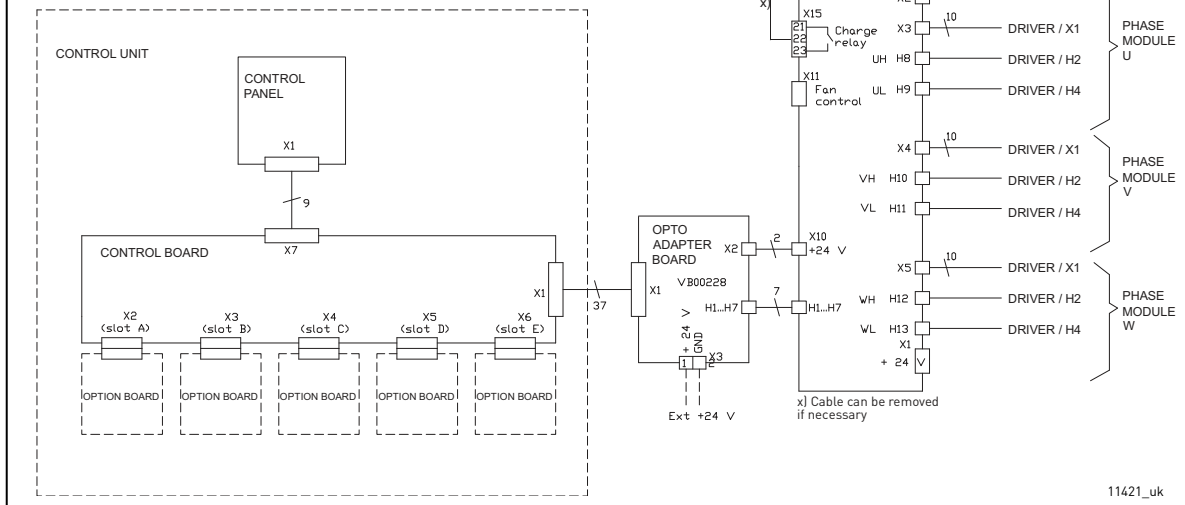 X2
X)
X15
21
22
23
Charge
relay
X11
Fan
control
X3
10
DRIVER / X1
UH H8
DRIVER / H2
UL H9
DRIVER / H4
PHASE
MODULE
U
CONTROL UNIT
CONTROL
PANEL
X1
9
X7
CONTROL BOARD
X2
(slot A)
X3
(slot B)
X4
(slot C)
X5
(slot D)
X6
(slot E)
X1
37
OPTION BOARD
OPTION BOARD
OPTION BOARD
OPTION BOARD
OPTION BOARD
OPTO
ADAPTER
BOARD
VB00228
X1
X2
2
X10
+24 V
H1...H7
7
H1...H7
+ 24 V
GND
X3
1
2
Ext +24 V
X4
10
DRIVER / X1
VH H10
DRIVER / H2
VL H11
DRIVER / H4
PHASE
MODULE
V
X5
10
DRIVER / X1
WH H12
DRIVER / H2
WL H13
DRIVER / H4
PHASE
MODULE
W
X1
+ 24 V
x) Cable can be removed
if necessary
11421_uk